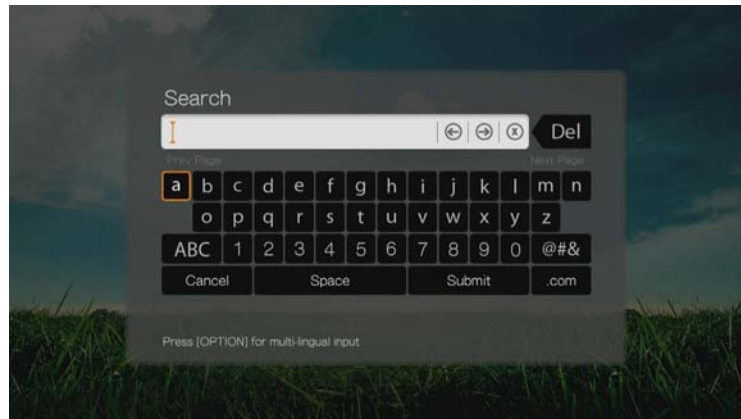 Search
Del
Prev Page Next Page
a b c d e f g h i j k l m n
o p q r s t u v w x y z
ABC 1 2 3 4 5 6 7 8 9 0 @#&
Cancel Space Submit .com
Press [OPTION] for multi-lingual input